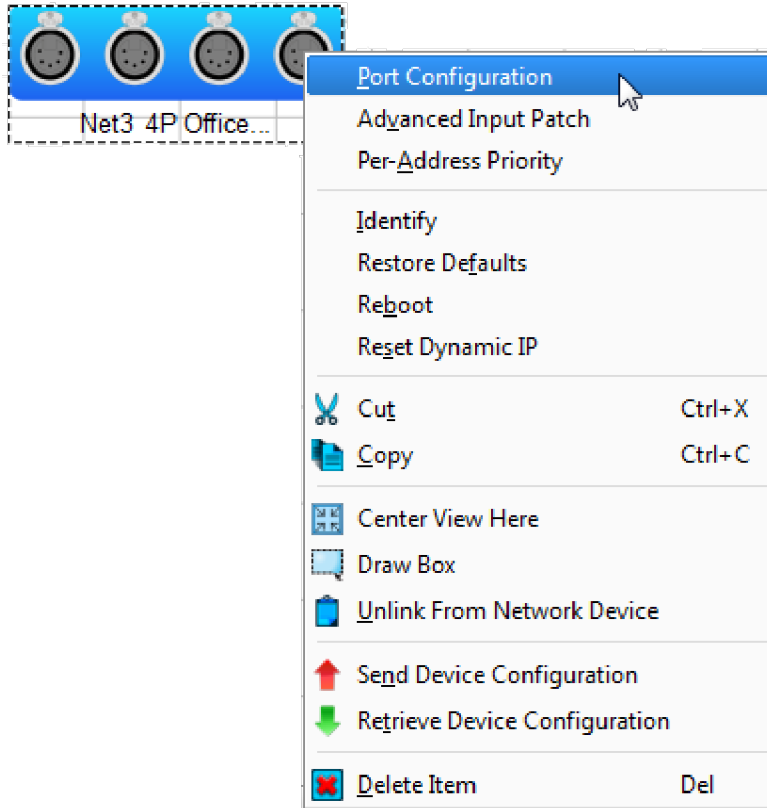 Net3 4P Office...
Port Configuration
Advanced Input Patch
Per-Address Priority
Identify
Restore Defaults
Reboot
Reset Dynamic IP
Cut Ctrl+X
Copy Ctrl+C
Center View Here
Draw Box
Unlink From Network Device
Send Device Configuration
Retrieve Device Configuration
Delete Item Del